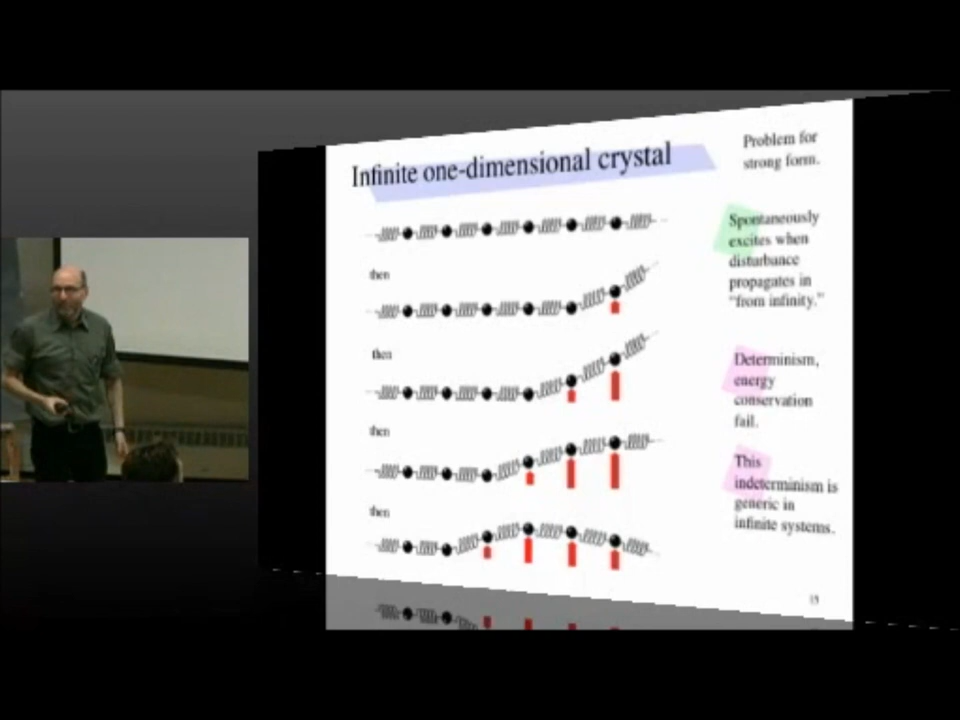 Infinite one-dimensional crystal
Problem for
strong form.
then
then
then
then
Spontaneously
excites when
disturbance
propagates in
"from infinity."
Determinism,
energy
conservation
fail.
This
indeterminism is
generic in
infinite systems.
15